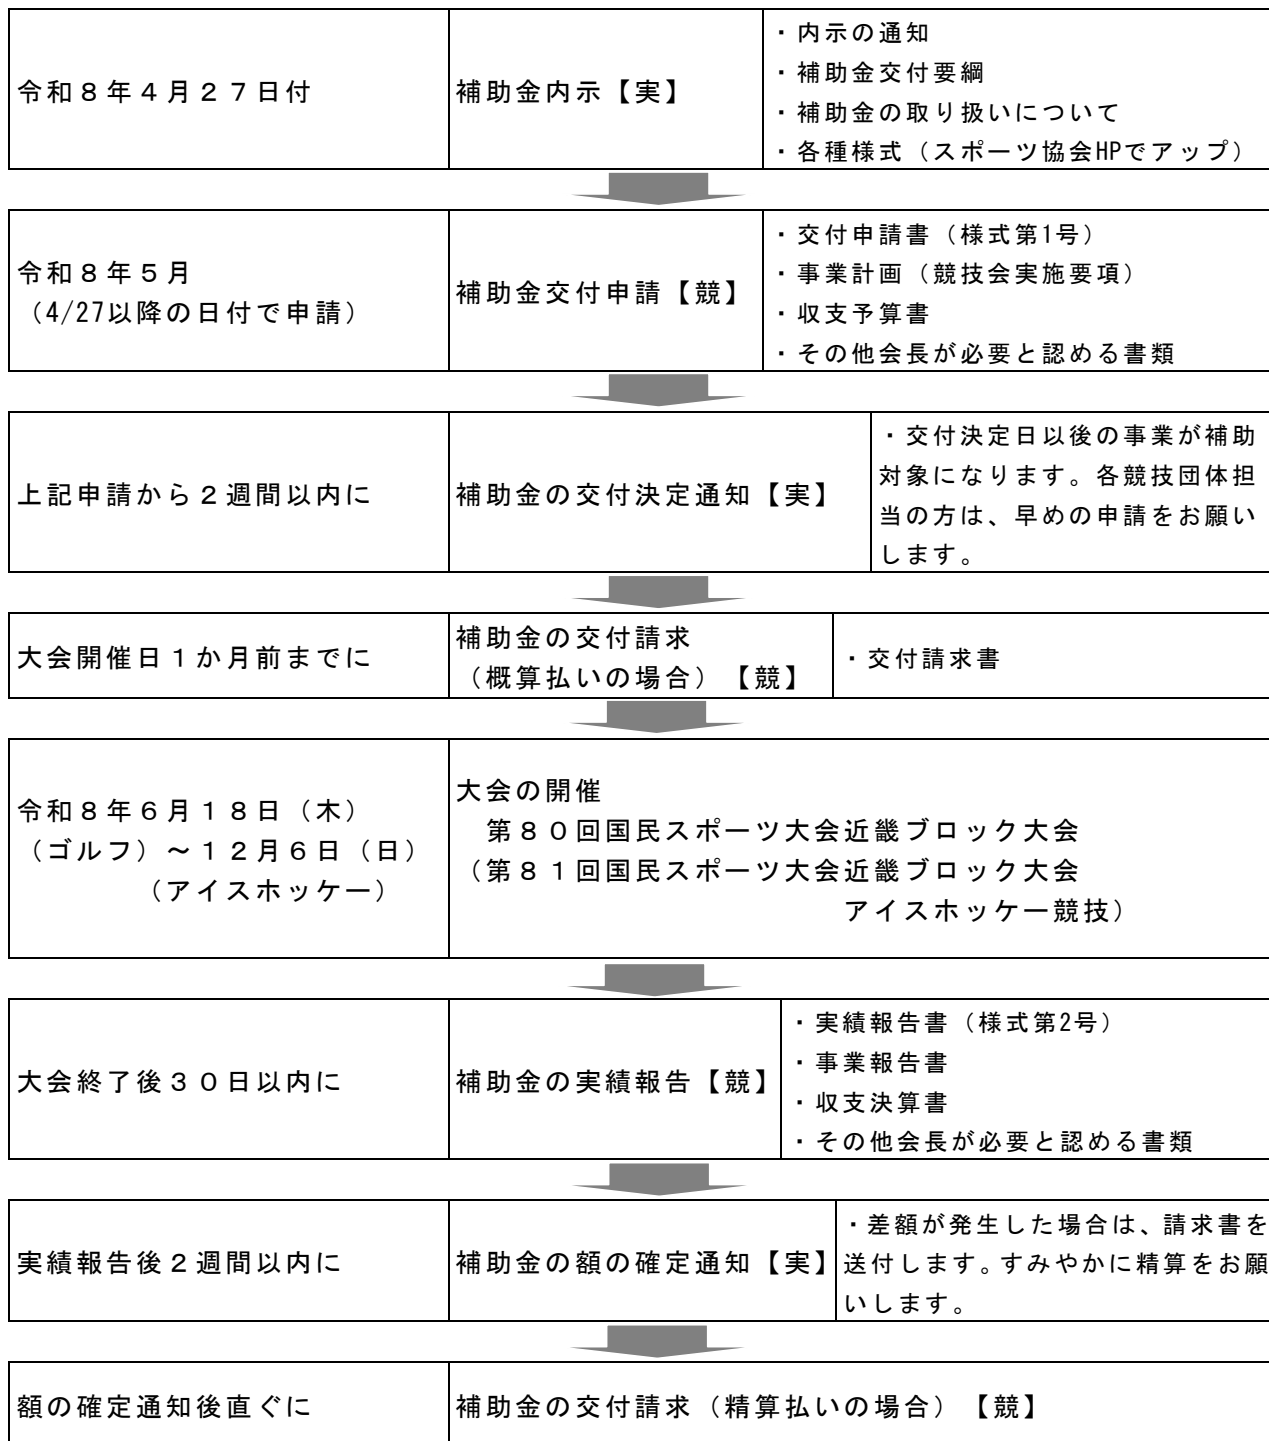 令和８年４月２７日付
補助金内示【実】
・内示の通知
・補助金交付要綱
・補助金の取り扱いについて
・各種様式（スポーツ協会HPでアップ）
令和８年５月
（4/27以降の日付で申請）
補助金交付申請【競】
・交付申請書（様式第1号）
・事業計画（競技会実施要項）
・収支予算書
・その他会長が必要と認める書類
上記申請から２週間以内に
補助金の交付決定通知【実】
・交付決定日以後の事業が補助
対象になります。各競技団体担
当の方は、早めの申請をお願い
します。
大会開催日１か月前までに
補助金の交付請求
（概算払いの場合）【競】
・交付請求書
令和８年６月１８日（木）
（ゴルフ）～１２月６日（日）
（アイスホッケー）
大会の開催
第８０回国民スポーツ大会近畿ブロック大会
（第８１回国民スポーツ大会近畿ブロック大会
アイスホッケー競技）
大会終了後３０日以内に
補助金の実績報告【競】
・実績報告書（様式第2号）
・事業報告書
・収支決算書
・その他会長が必要と認める書類
実績報告後２週間以内に
補助金の額の確定通知【実】
・差額が発生した場合は、請求書を
送付します。すみやかに精算をお願
いします。
額の確定通知後直ぐに
補助金の交付請求（精算払いの場合）【競】